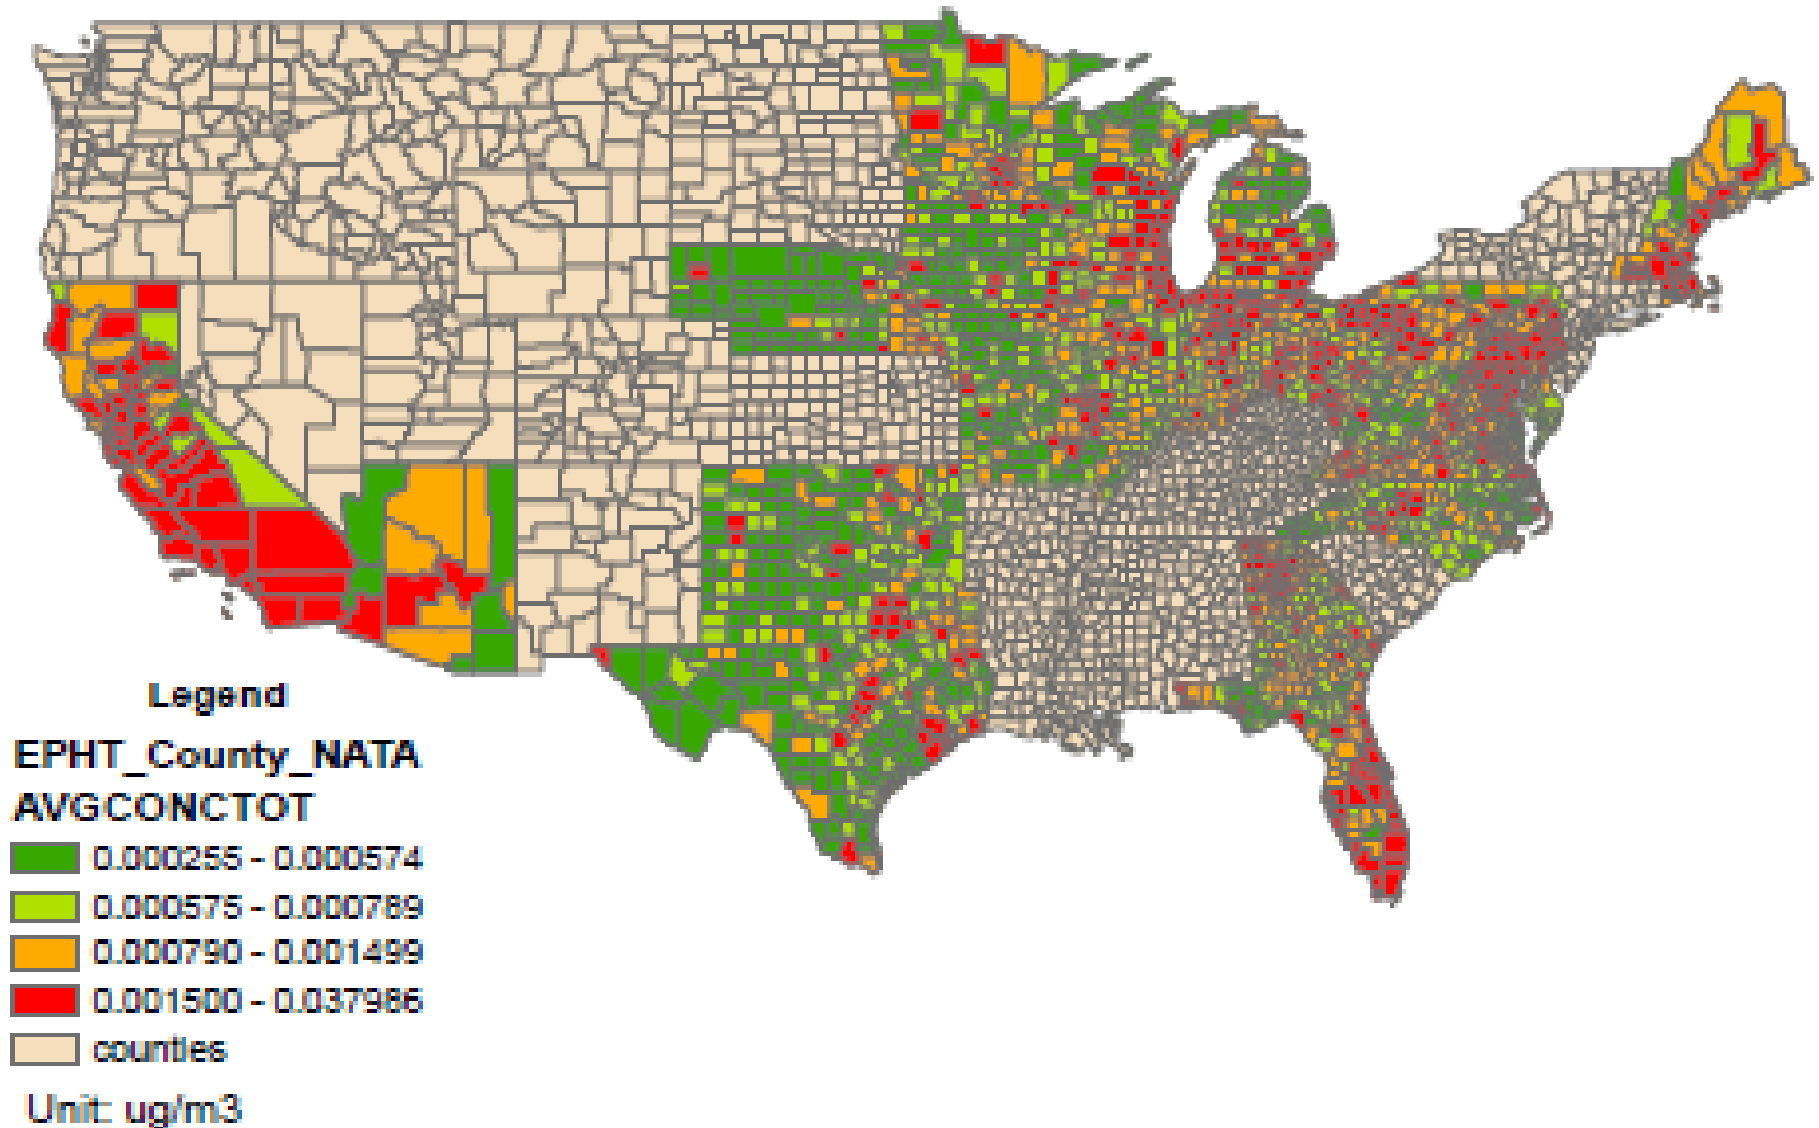 Legend
EPHT_County_NATA
AVGCONCTOT
0.000255 - 0.000574
0.000575 - 0.000789
0.000790 - 0.001499
0.001500 - 0.037986
counties
Unit: ug/m3